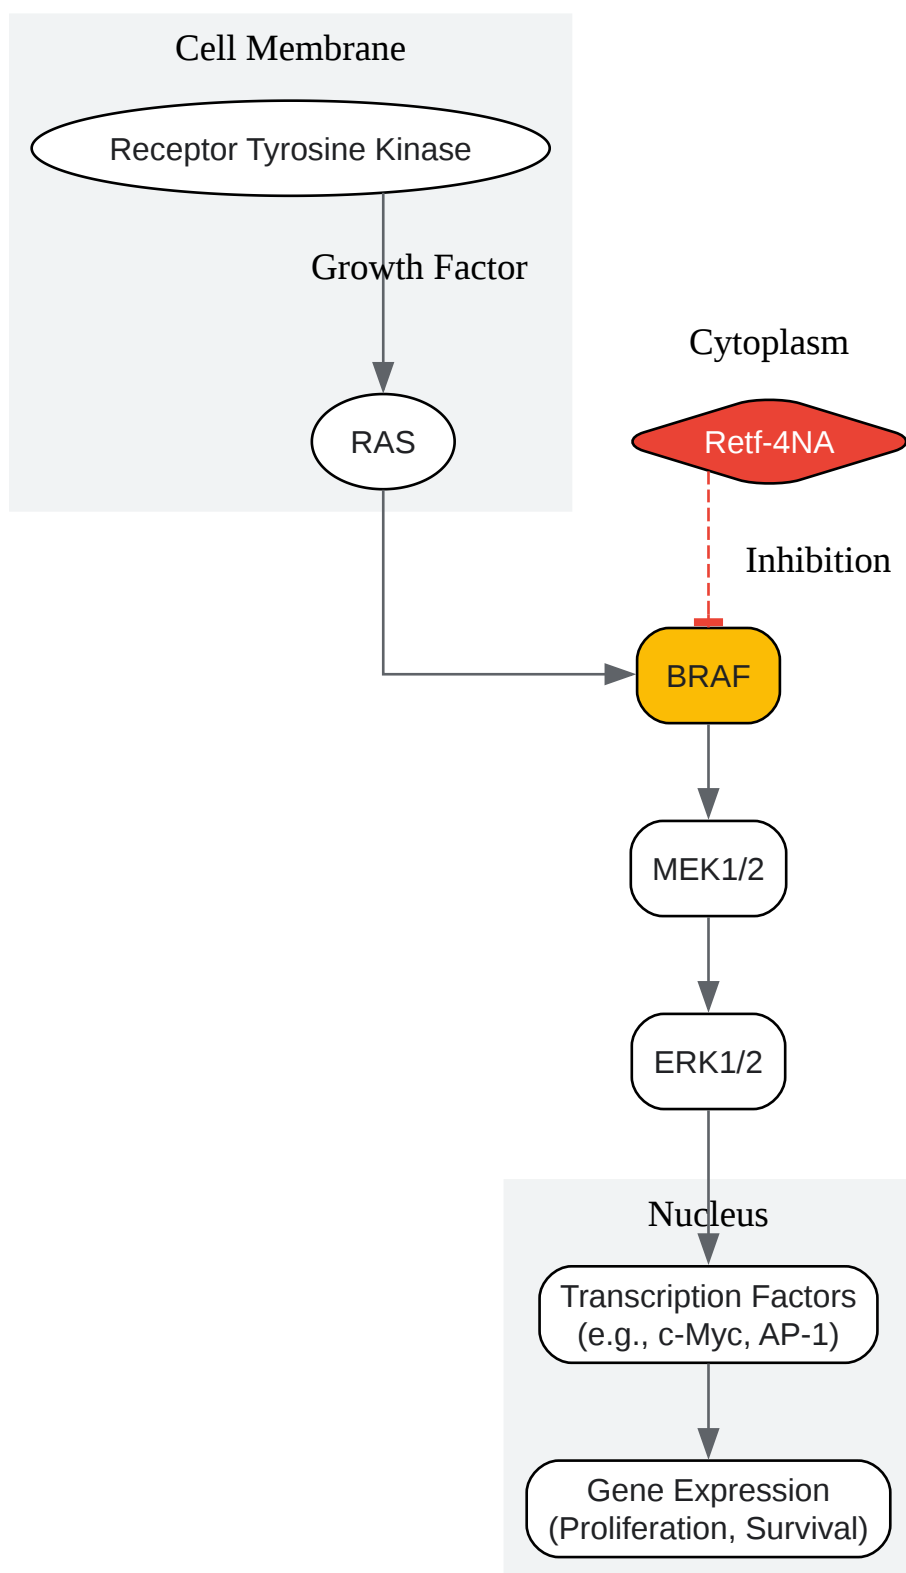 Cell Membrane
Receptor Tyrosine Kinase
Growth Factor
RAS
Cytoplasm
Retf-4NA
Inhibition
BRAF
MEK1/2
ERK1/2
Nucleus
Transcription Factors
(e.g., c-Myc, AP-1)
Gene Expression
(Proliferation, Survival)